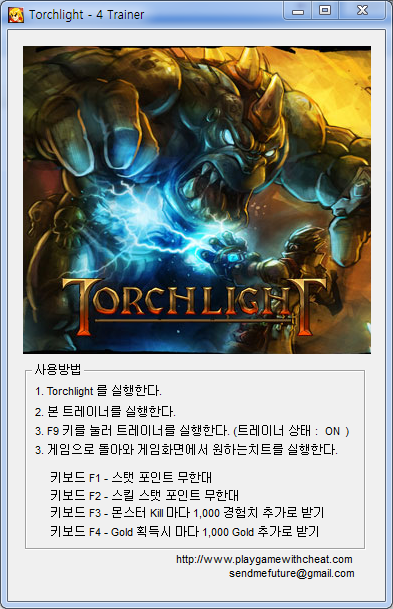 Torchlight - 4 Trainer
TORCHLIGHT
사용방법
1. Torchlight 를 실행한다.
2. 본 트레이너를 실행한다.
3. F9 키를 눌러 트레이너를 실행한다. (트레이너 상태 : ON )
3. 게임으로 돌아와 게임화면에서 원하는치트를 실행한다.
키보드 F1 - 스탯 포인트 무한대
키보드 F2 - 스킬 스탯 포인트 무한대
키보드 F3 - 몬스터 Kill 마다 1,000 경험치 추가로 받기
키보드 F4 - Gold 획득시 마다 1,000 Gold 추가로 받기
http://www.playgamewithcheat.com
sendmefuture@gmail.com